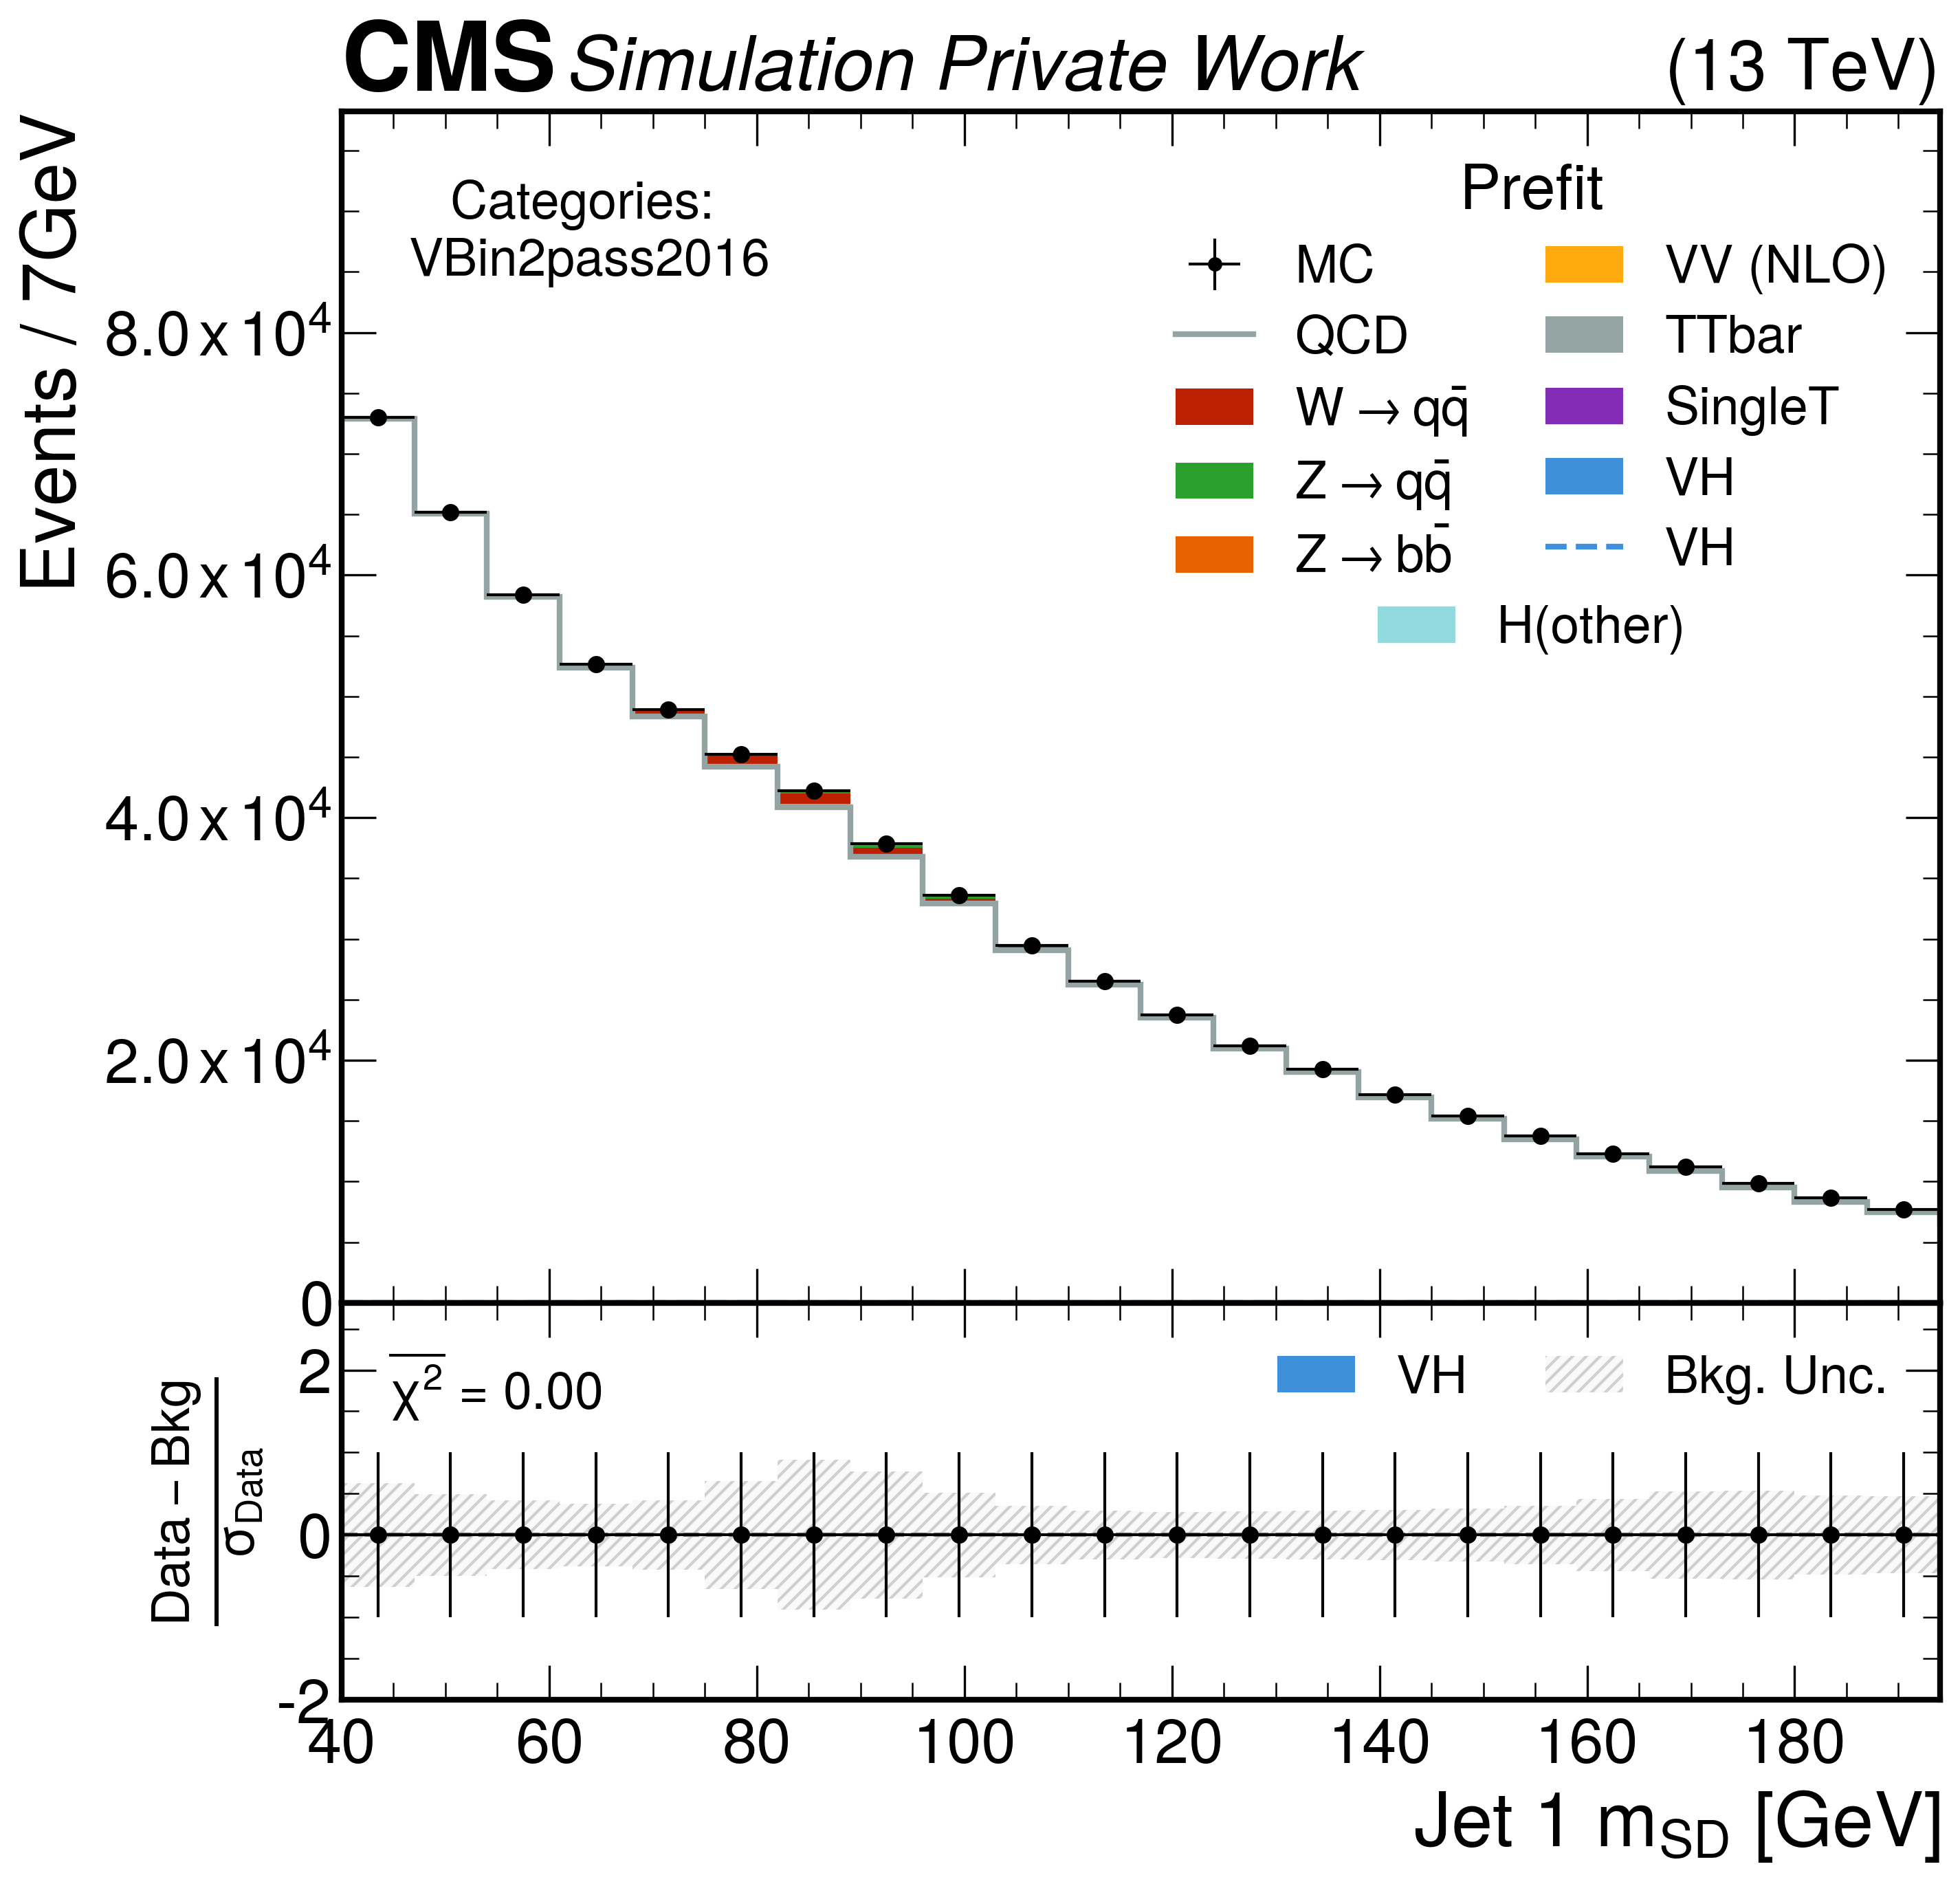 CMS Simulation Private Work (13 TeV)
Events / 7GeV
Categories:
VBin2pass2016
Prefit
MC
QCD
W → qq̄
Z → qq̄
Z → bb̄
VV (NLO)
TTbar
SingleT
VH
VH
H(other)
8.0 x 10⁴
6.0 x 10⁴
4.0 x 10⁴
2.0 x 10⁴
0
Data – Bkg
σ_Data
2
0
-2
χ̅²̅ = 0.00
VH
Bkg. Unc.
40 60 80 100 120 140 160 180
Jet 1 m_SD [GeV]